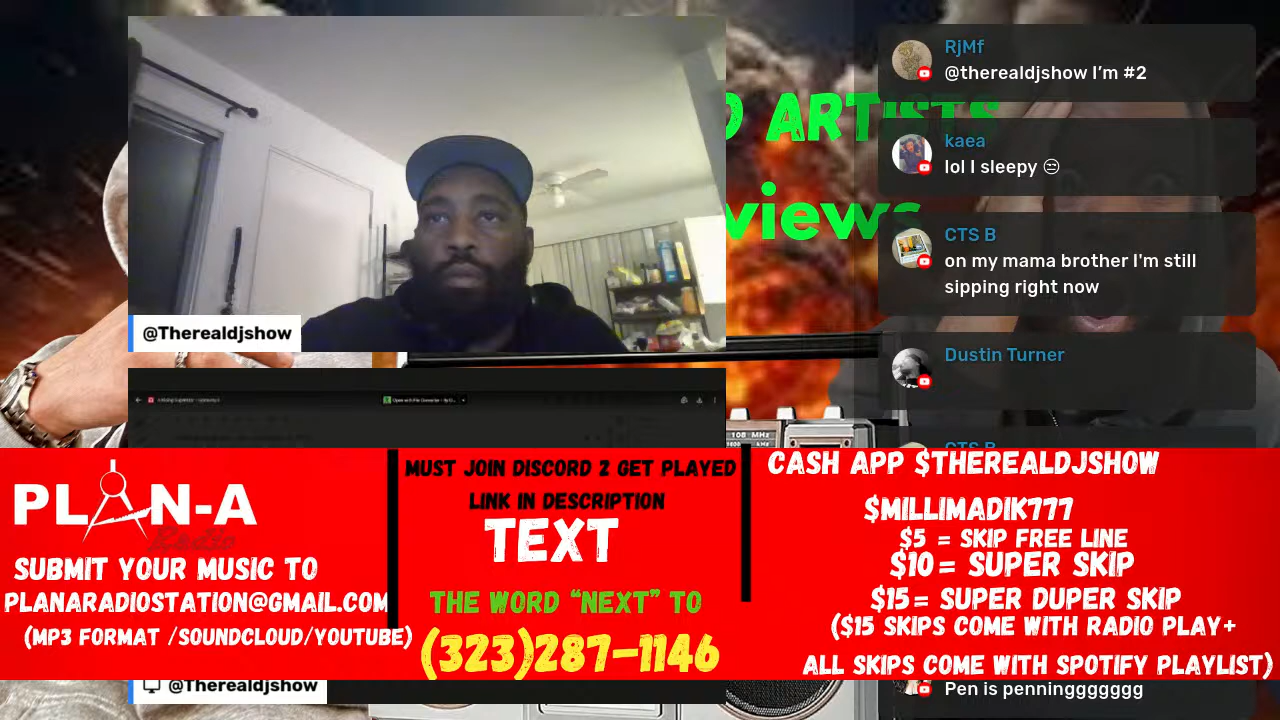 RjMf
@therealdjshow I'm #2
O ARTISTS
views
kaea
lol I sleepy 😒
CTS B
on my mama brother I'm still
sipping right now
@Therealdjshow
Dustin Turner
CTS B
108 MHz
PLAN-A
Radio
SUBMIT YOUR MUSIC TO
PLANARADIOSTATION@GMAIL.COM
(MP3 FORMAT /SOUNDCLOUD/YOUTUBE)
MUST JOIN DISCORD 2 GET PLAYED
LINK IN DESCRIPTION
TEXT
THE WORD “NEXT” TO
(323)287-1146
CASH APP $THEREALDJSHOW
$MILLIMADIK777
$5 = SKIP FREE LINE
$10 = SUPER SKIP
$15= SUPER DUPER SKIP
($15 SKIPS COME WITH RADIO PLAY+
ALL SKIPS COME WITH SPOTIFY PLAYLIST)
@Therealdjshow
Pen is penninggggggg